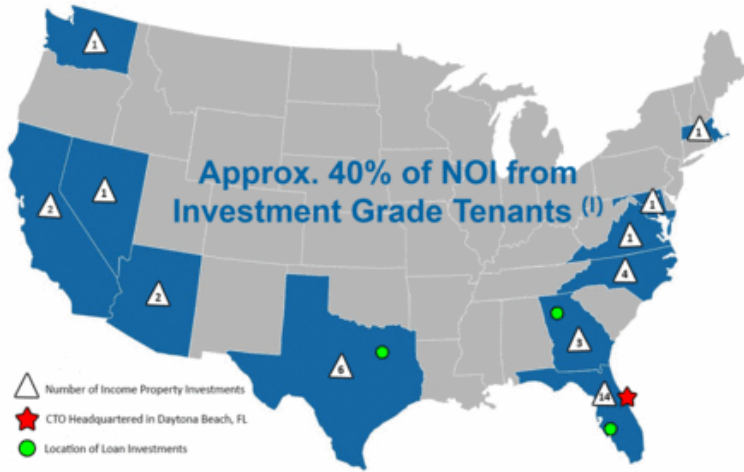 1
1
Approx. 40% of NOI from
Investment Grade Tenants (I)
1
2
1
1
4
2
3
6
14
Number of Income Property Investments
CTO Headquartered in Daytona Beach, FL
Location of Loan Investments